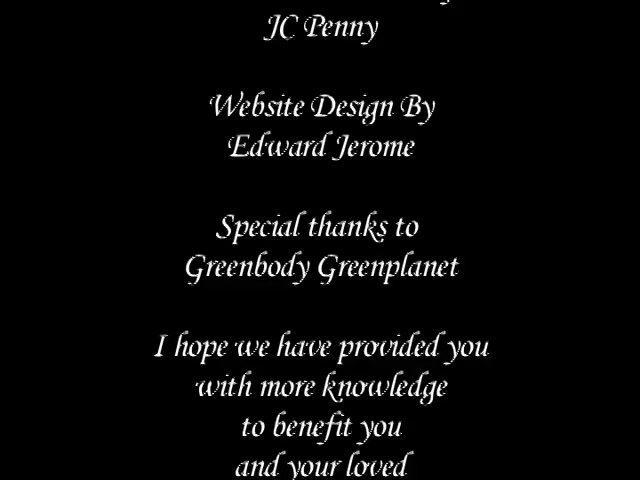 JC Penny
Website Design By
Edward Jerome
Special thanks to
Greenbody Greenplanet
I hope we have provided you
with more knowledge
to benefit you
and your loved